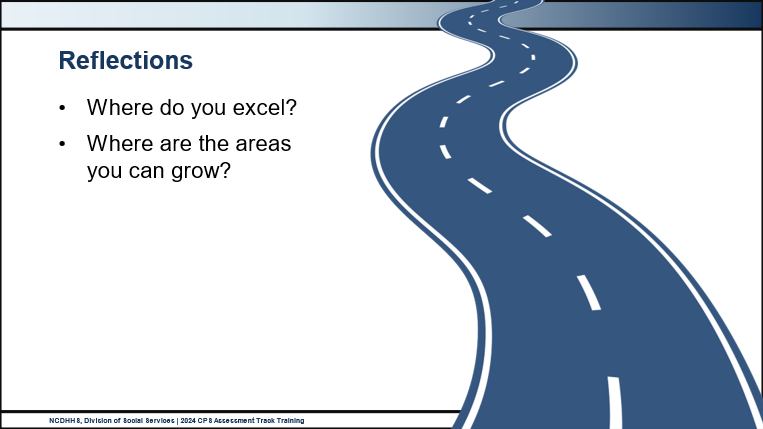 Reflections
• Where do you excel?
• Where are the areas
you can grow?
NCDHHS, Division of Social Services | 2024 CPS Assessment Track Training